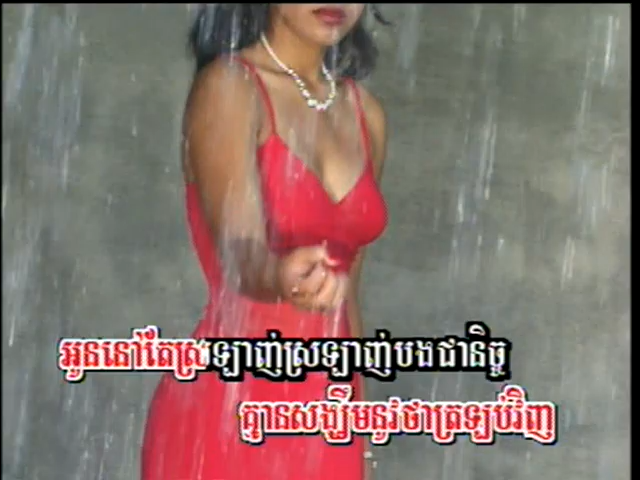 អូននៅតែស្រឡាញ់ស្រឡាញ់បងជានិច្ច
គ្មានសង្ឃឹមនូវថាត្រឡប់វិញ